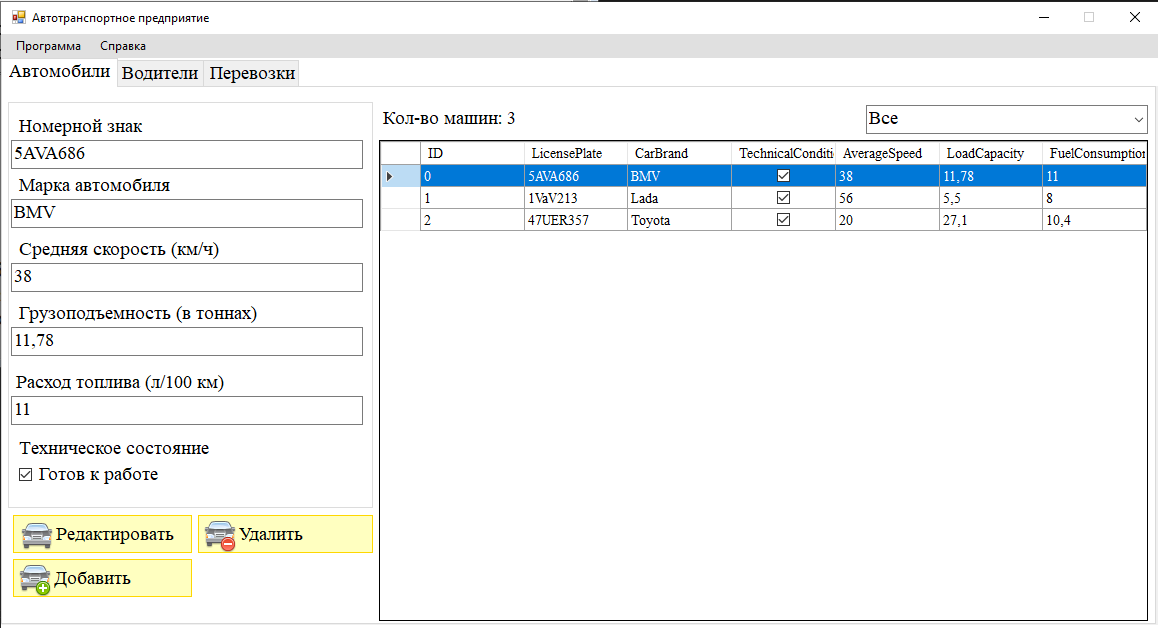 Автотранспортное предприятие
Программа Справка
Автомобили Водители Перевозки
Номерной знак
5AVA686
Марка автомобиля
BMV
Средняя скорость (км/ч)
38
Грузоподъемность (в тоннах)
11,78
Расход топлива (л/100 км)
11
Техническое состояние
Готов к работе
Редактировать Удалить
Добавить
Кол-во машин: 3 Все
ID LicensePlate CarBrand TechnicalConditi AverageSpeed LoadCapacity FuelConsumption
0 5AVA686 BMV 38 11,78 11
1 1VaV213 Lada 56 5,5 8
2 47UER357 Toyota 20 27,1 10,4